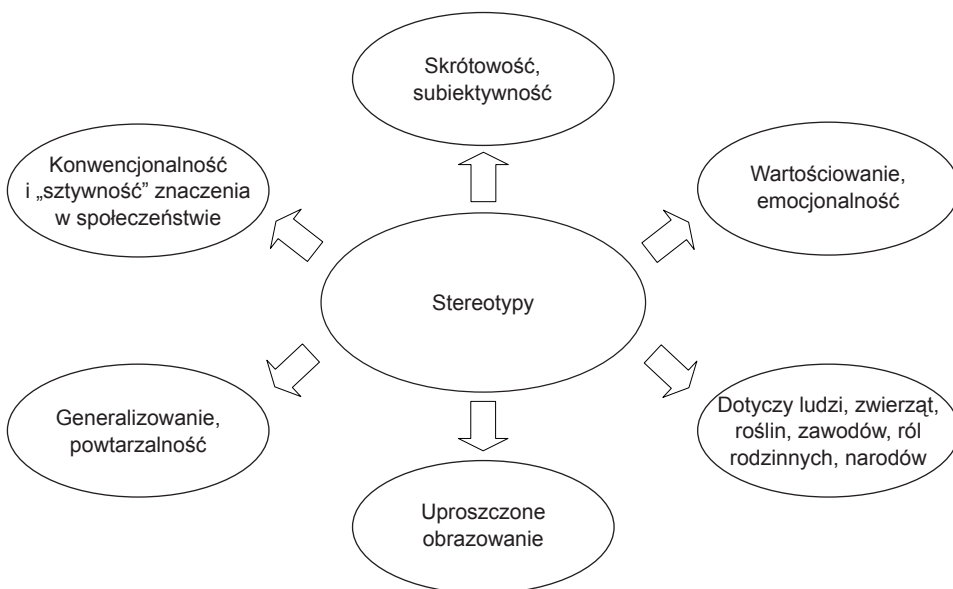 Skrótowość,
subiektywność
Konwencjonalność
i „sztywność” znaczenia
w społeczeństwie
Wartościowanie,
emocjonalność
Stereotypy
Generalizowanie,
powtarzalność
Dotyczy ludzi, zwierząt,
roślin, zawodów, ról
rodzinnych, narodów
Uproszczone
obrazowanie